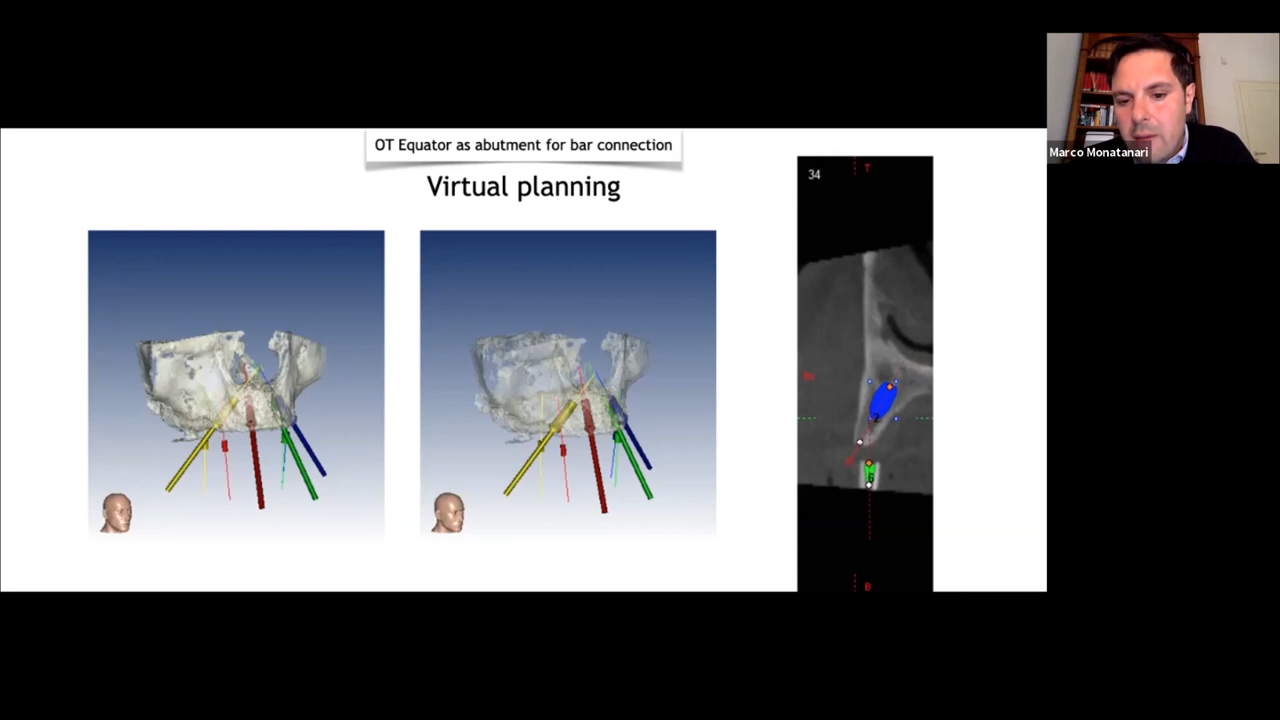 OT Equator as abutment for bar connection
Virtual planning
Marco Monatanari
34
T
B